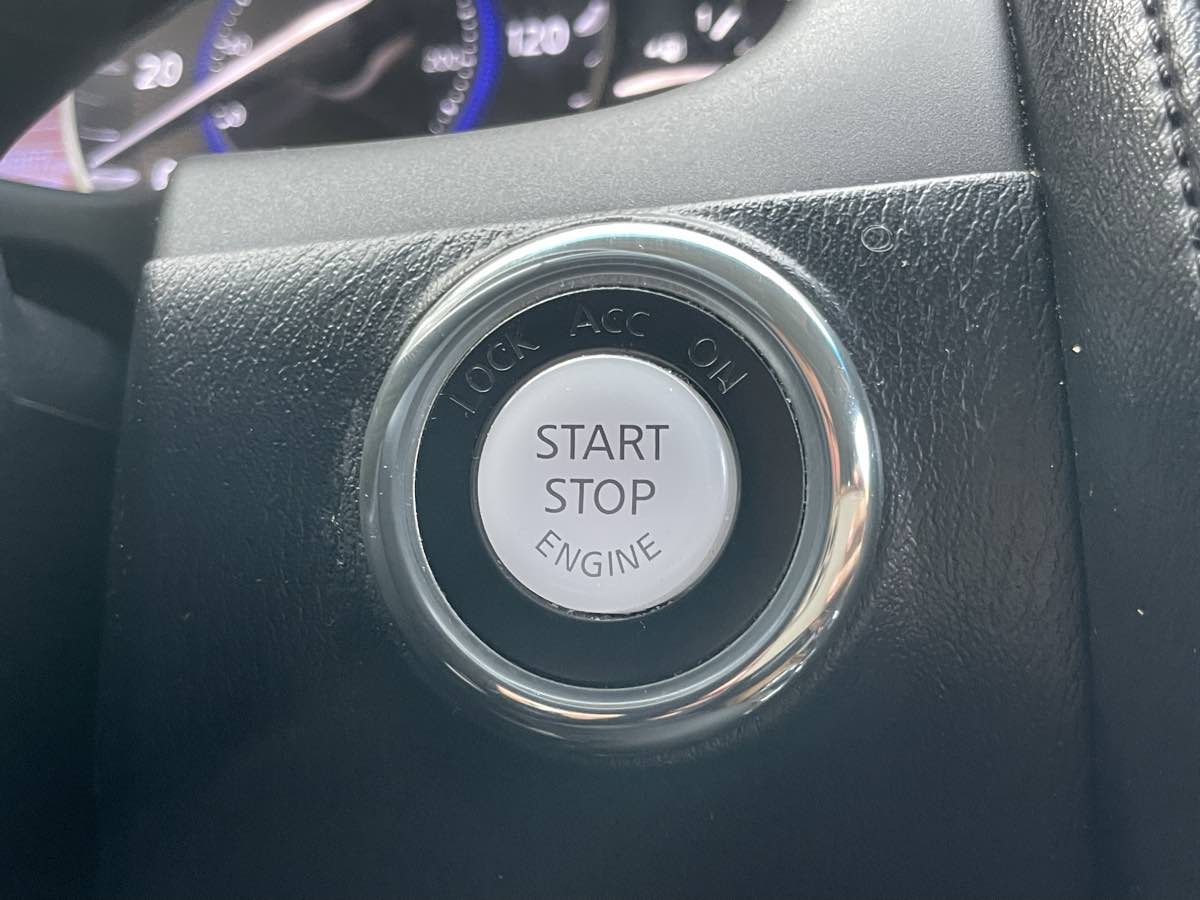 20
120
LOCK ACC ON
START
STOP
ENGINE